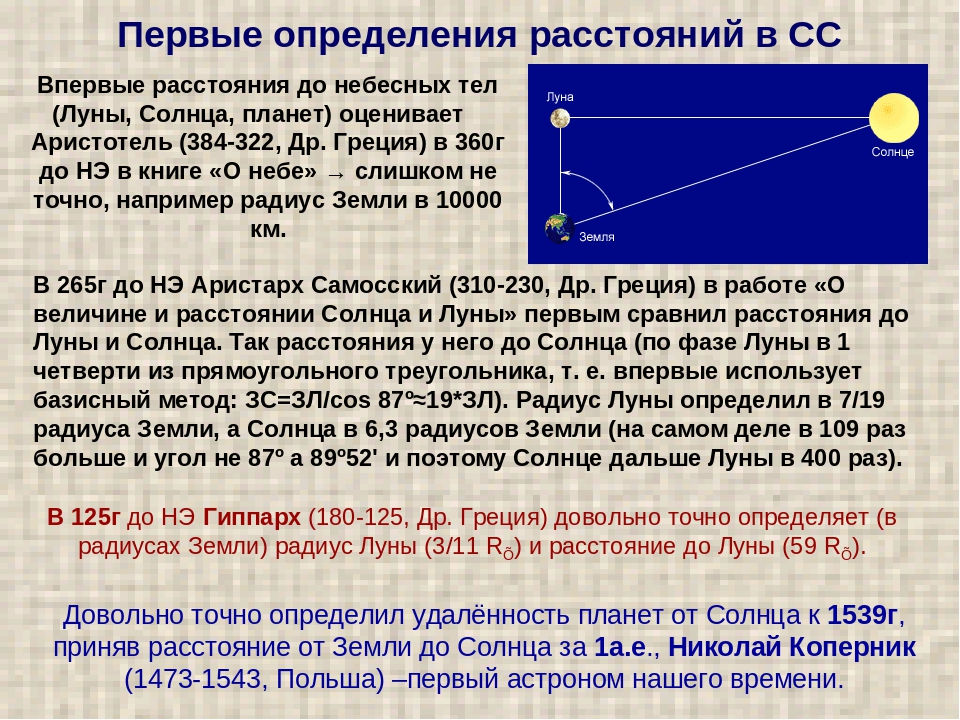 Первые определения расстояний в СС
Впервые расстояния до небесных тел
(Луны, Солнца, планет) оценивает
Аристотель (384-322, Др. Греция) в 360г
до НЭ в книге «О небе» → слишком не
точно, например радиус Земли в 10000
км.
Луна
Солнце
Земля
В 265г до НЭ Аристарх Самосский (310-230, Др. Греция) в работе «О
величине и расстоянии Солнца и Луны» первым сравнил расстояния до
Луны и Солнца. Так расстояния у него до Солнца (по фазе Луны в 1
четверти из прямоугольного треугольника, т. е. впервые использует
базисный метод: ЗС=ЗЛ/cos 87º≈19*ЗЛ). Радиус Луны определил в 7/19
радиуса Земли, а Солнца в 6,3 радиусов Земли (на самом деле в 109 раз
больше и угол не 87º а 89º52' и поэтому Солнце дальше Луны в 400 раз).
В 125г до НЭ Гиппарх (180-125, Др. Греция) довольно точно определяет (в
радиусах Земли) радиус Луны (3/11 RÕ) и расстояние до Луны (59 RÕ).
Довольно точно определил удалённость планет от Солнца к 1539г,
приняв расстояние от Земли до Солнца за 1а.е., Николай Коперник
(1473-1543, Польша) –первый астроном нашего времени.